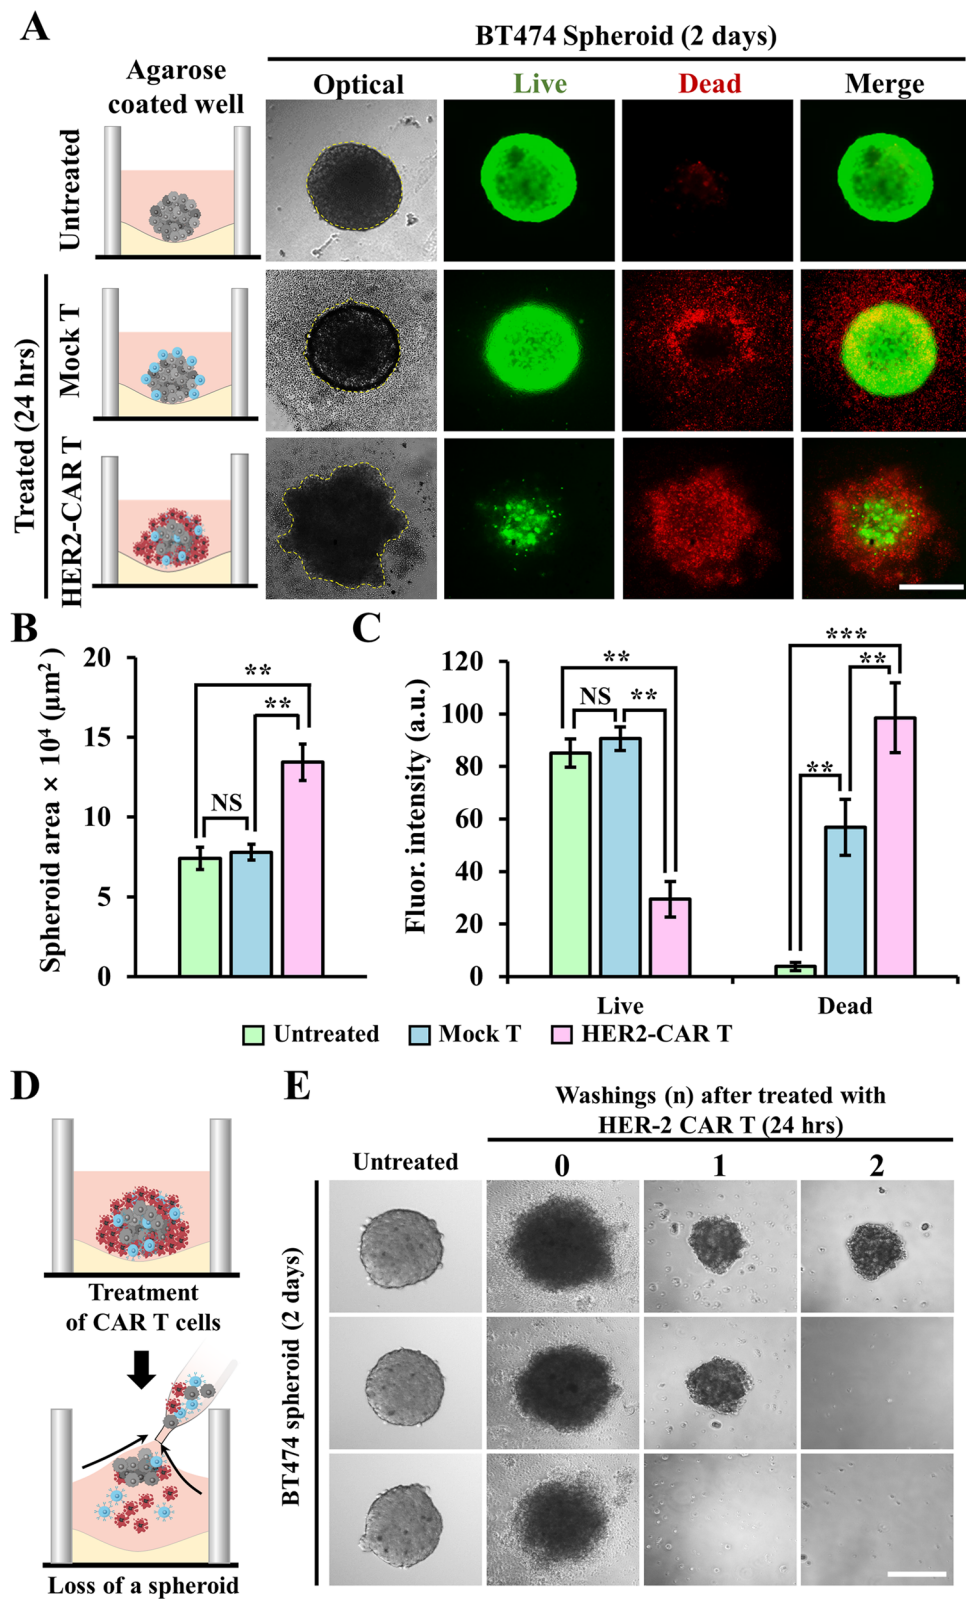 A
BT474 Spheroid (2 days)
Agarose
coated well
Optical
Live
Dead
Merge
Untreated
Treated (24 hrs)
Mock T
HER2-CAR T
B
Spheroid area × 10⁴ (μm²)
20
15
10
5
0
**
**
NS
C
Fluor. intensity (a.u.)
120
100
80
60
40
20
0
**
NS
**
***
**
**
Live
Dead
Untreated
Mock T
HER2-CAR T
D
Treatment
of CAR T cells
Loss of a spheroid
E
Washings (n) after treated with
HER-2 CAR T (24 hrs)
Untreated
0
1
2
BT474 spheroid (2 days)